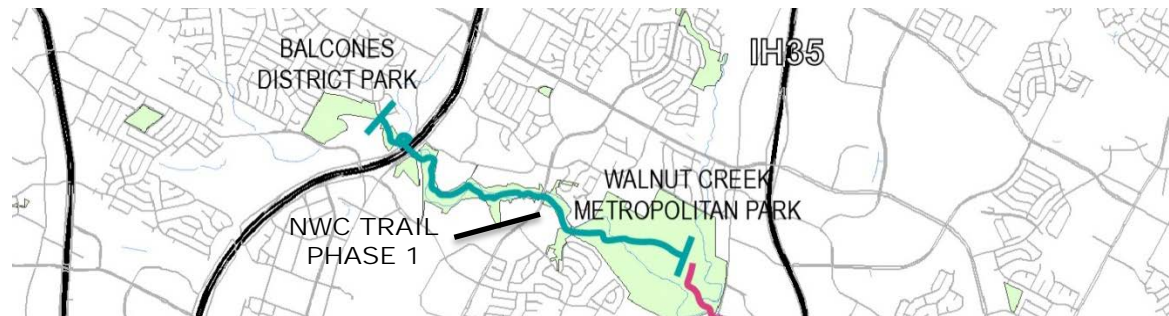 BALCONES
DISTRICT PARK
IH35
WALNUT CREEK
METROPOLITAN PARK
NWC TRAIL
PHASE 1